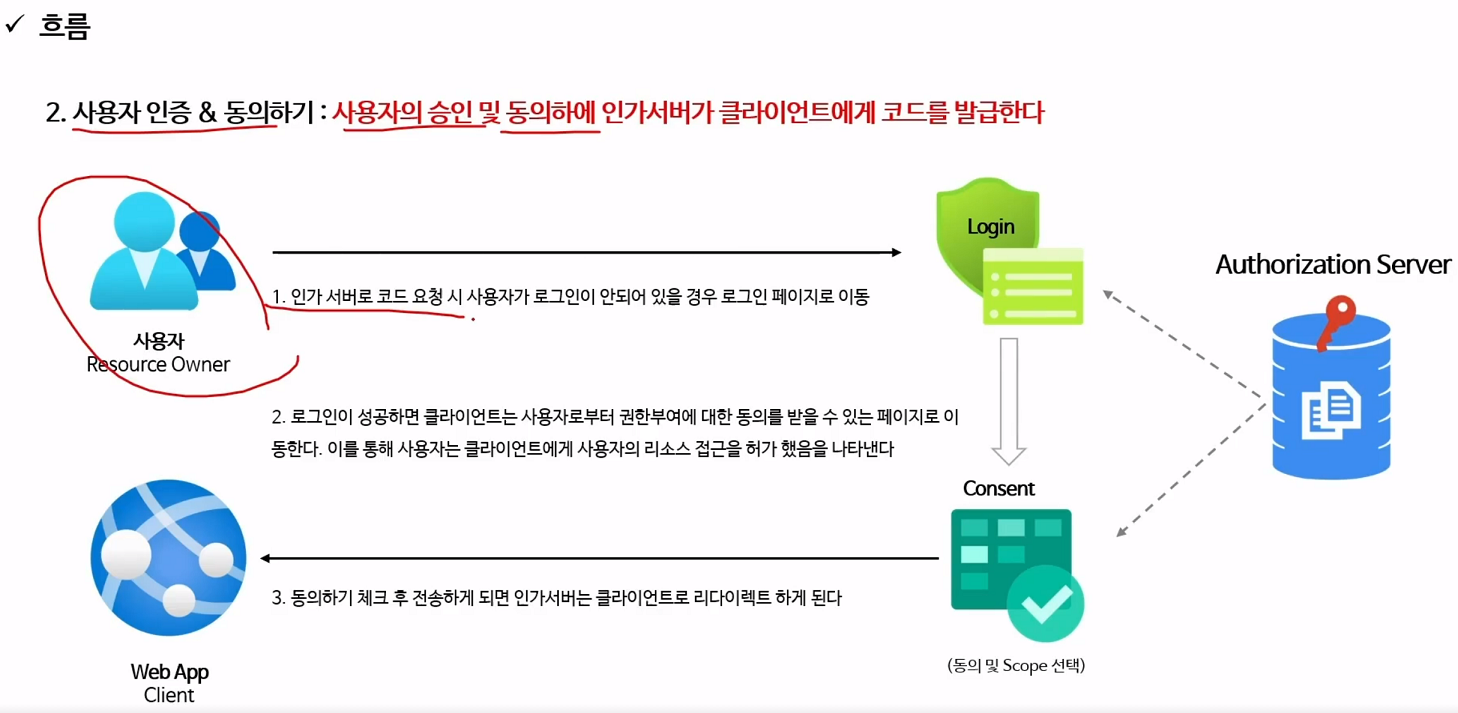 ✓ 흐름
2. 사용자 인증 & 동의하기 : 사용자의 승인 및 동의하에 인가서버가 클라이언트에게 코드를 발급한다
Login
Authorization Server
1. 인가 서버로 코드 요청 시 사용자가 로그인이 안되어 있을 경우 로그인 페이지로 이동
사용자
Resource Owner
2. 로그인이 성공하면 클라이언트는 사용자로부터 권한부여에 대한 동의를 받을 수 있는 페이지로 이
동한다. 이를 통해 사용자는 클라이언트에게 사용자의 리소스 접근을 허가 했음을 나타낸다
Consent
3. 동의하기 체크 후 전송하게 되면 인가서버는 클라이언트로 리다이렉트 하게 된다
(동의 및 Scope 선택)
Web App
Client